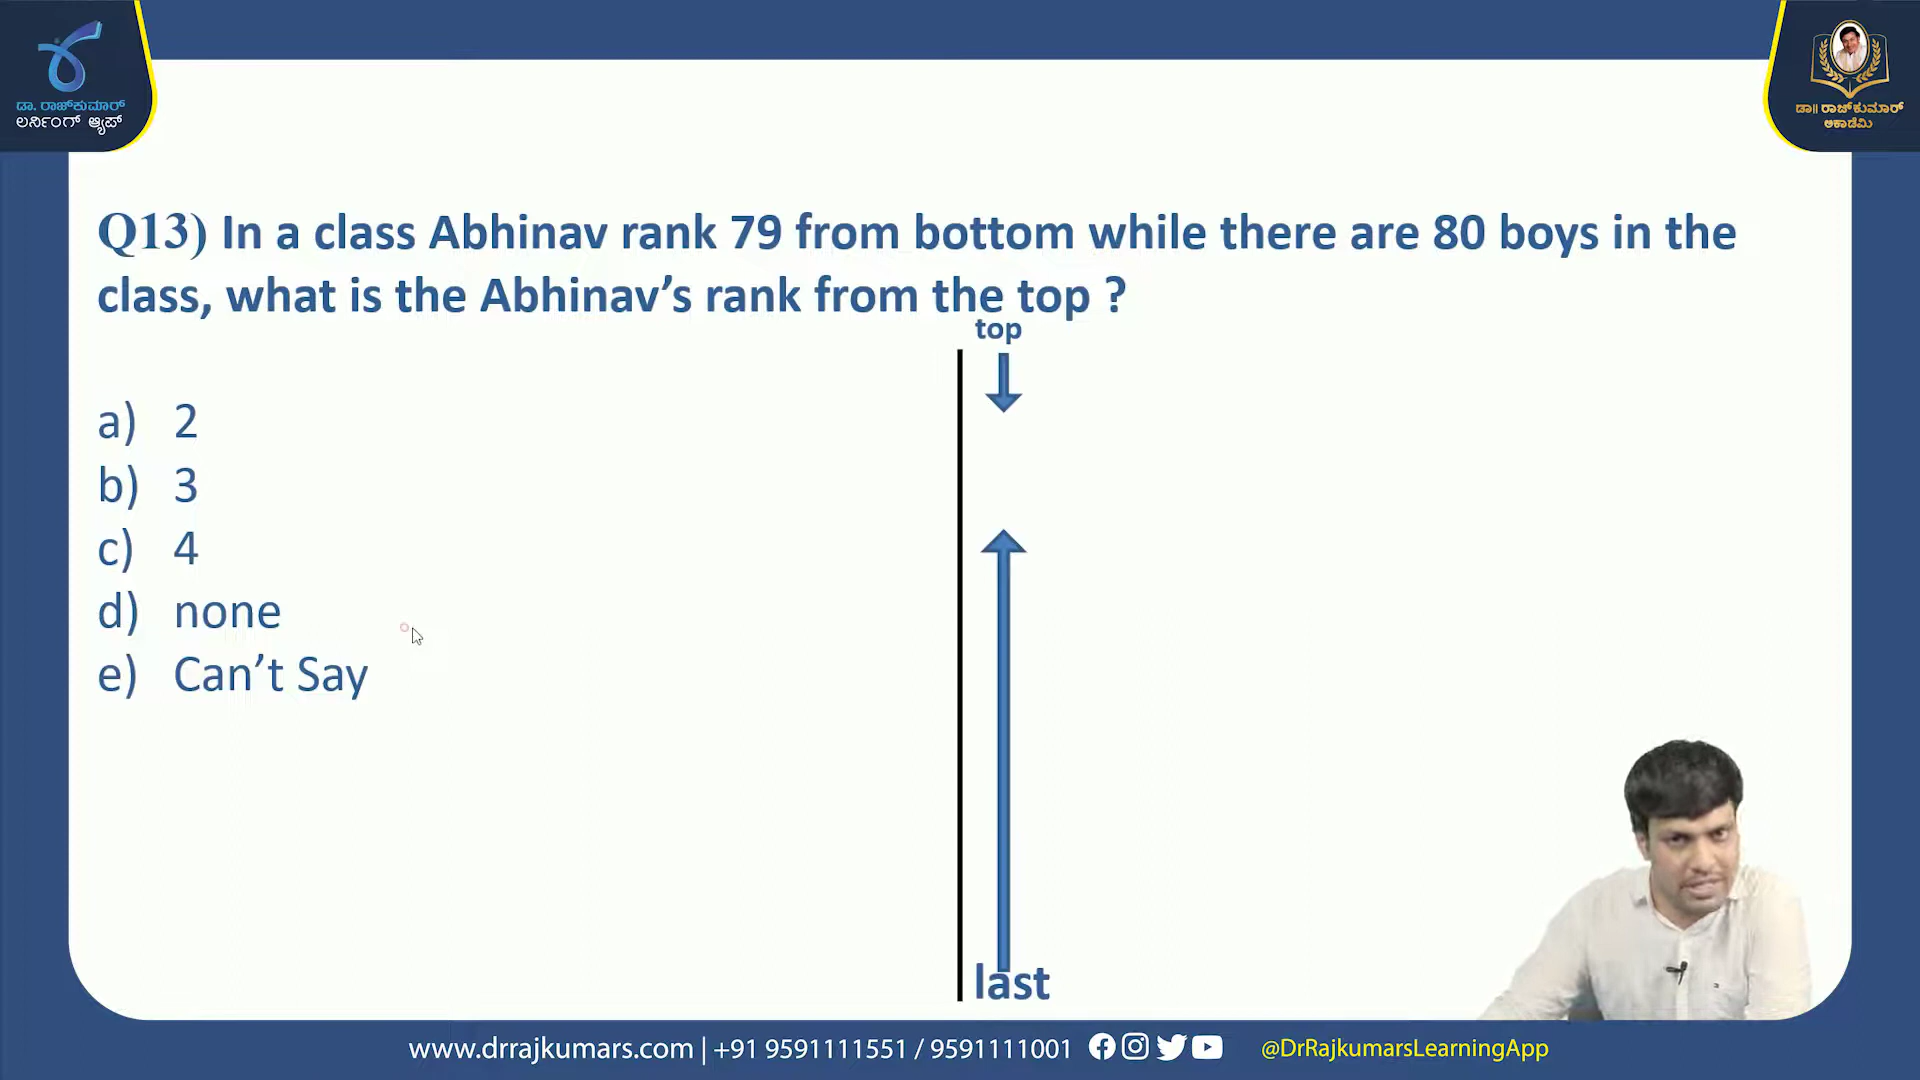 ಡಾ. ರಾಜ್‌ಕುಮಾರ್
ಲರ್ನಿಂಗ್ ಆ್ಯಪ್
ಡಾ|| ರಾಜ್‌ಕುಮಾರ್
ಅಕಾಡೆಮಿ
Q13) In a class Abhinav rank 79 from bottom while there are 80 boys in the
class, what is the Abhinav’s rank from the top ?
top
a) 2
b) 3
c) 4
d) none
e) Can’t Say
last
www.drrajkumars.com | +91 9591111551 / 9591111001
@DrRajkumarsLearningApp